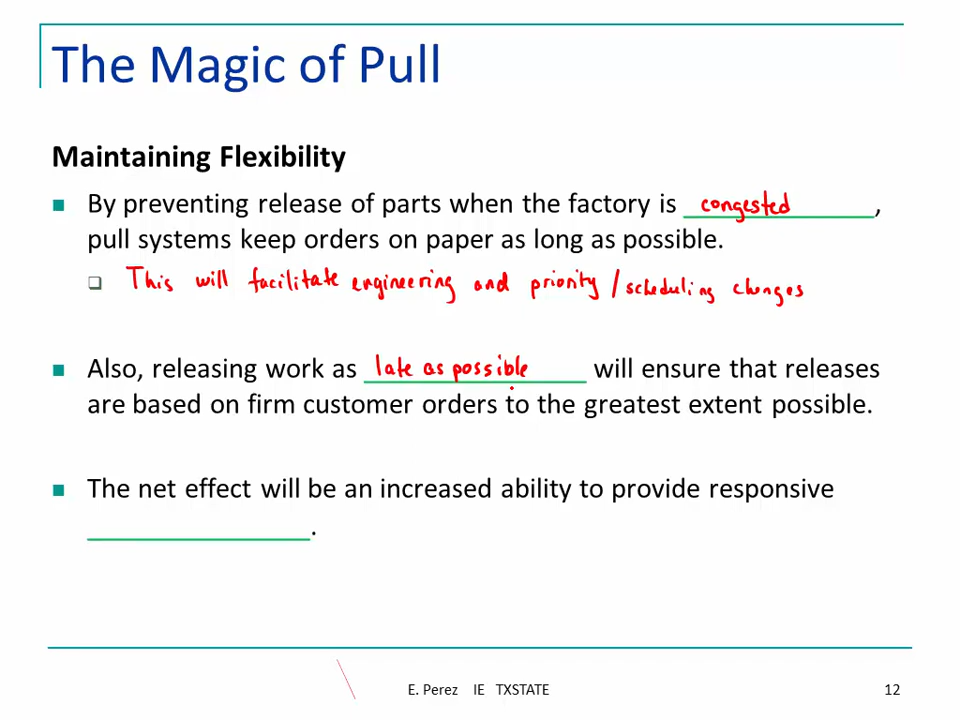 The Magic of Pull
Maintaining Flexibility
By preventing release of parts when the factory is congested,
pull systems keep orders on paper as long as possible.
This will facilitate engineering and priority / scheduling changes
Also, releasing work as late as possible will ensure that releases
are based on firm customer orders to the greatest extent possible.
The net effect will be an increased ability to provide responsive
.
E. Perez IE TXSTATE 12